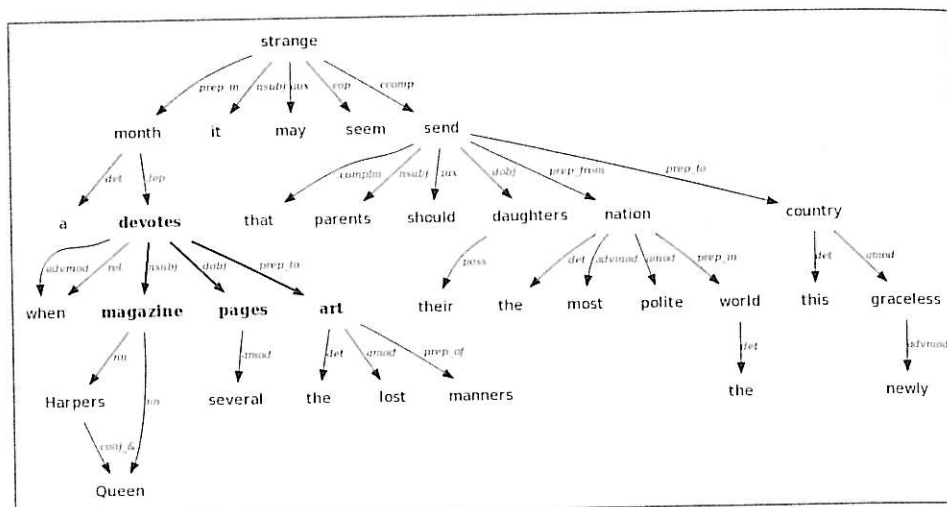 strange
prep_in nsubj aux cop ccomp
month it may seem send
det dep complm nsubj aux dobj prep_from prep_to
a devotes that parents should daughters nation country
advmod rel nsubj dobj prep_to poss det advmod amod prep_in det amod
when magazine pages art their the most polite world this graceless
nn nn amod det amod prep_of det advmod
Harpers several the lost manners the newly
conj_&
Queen